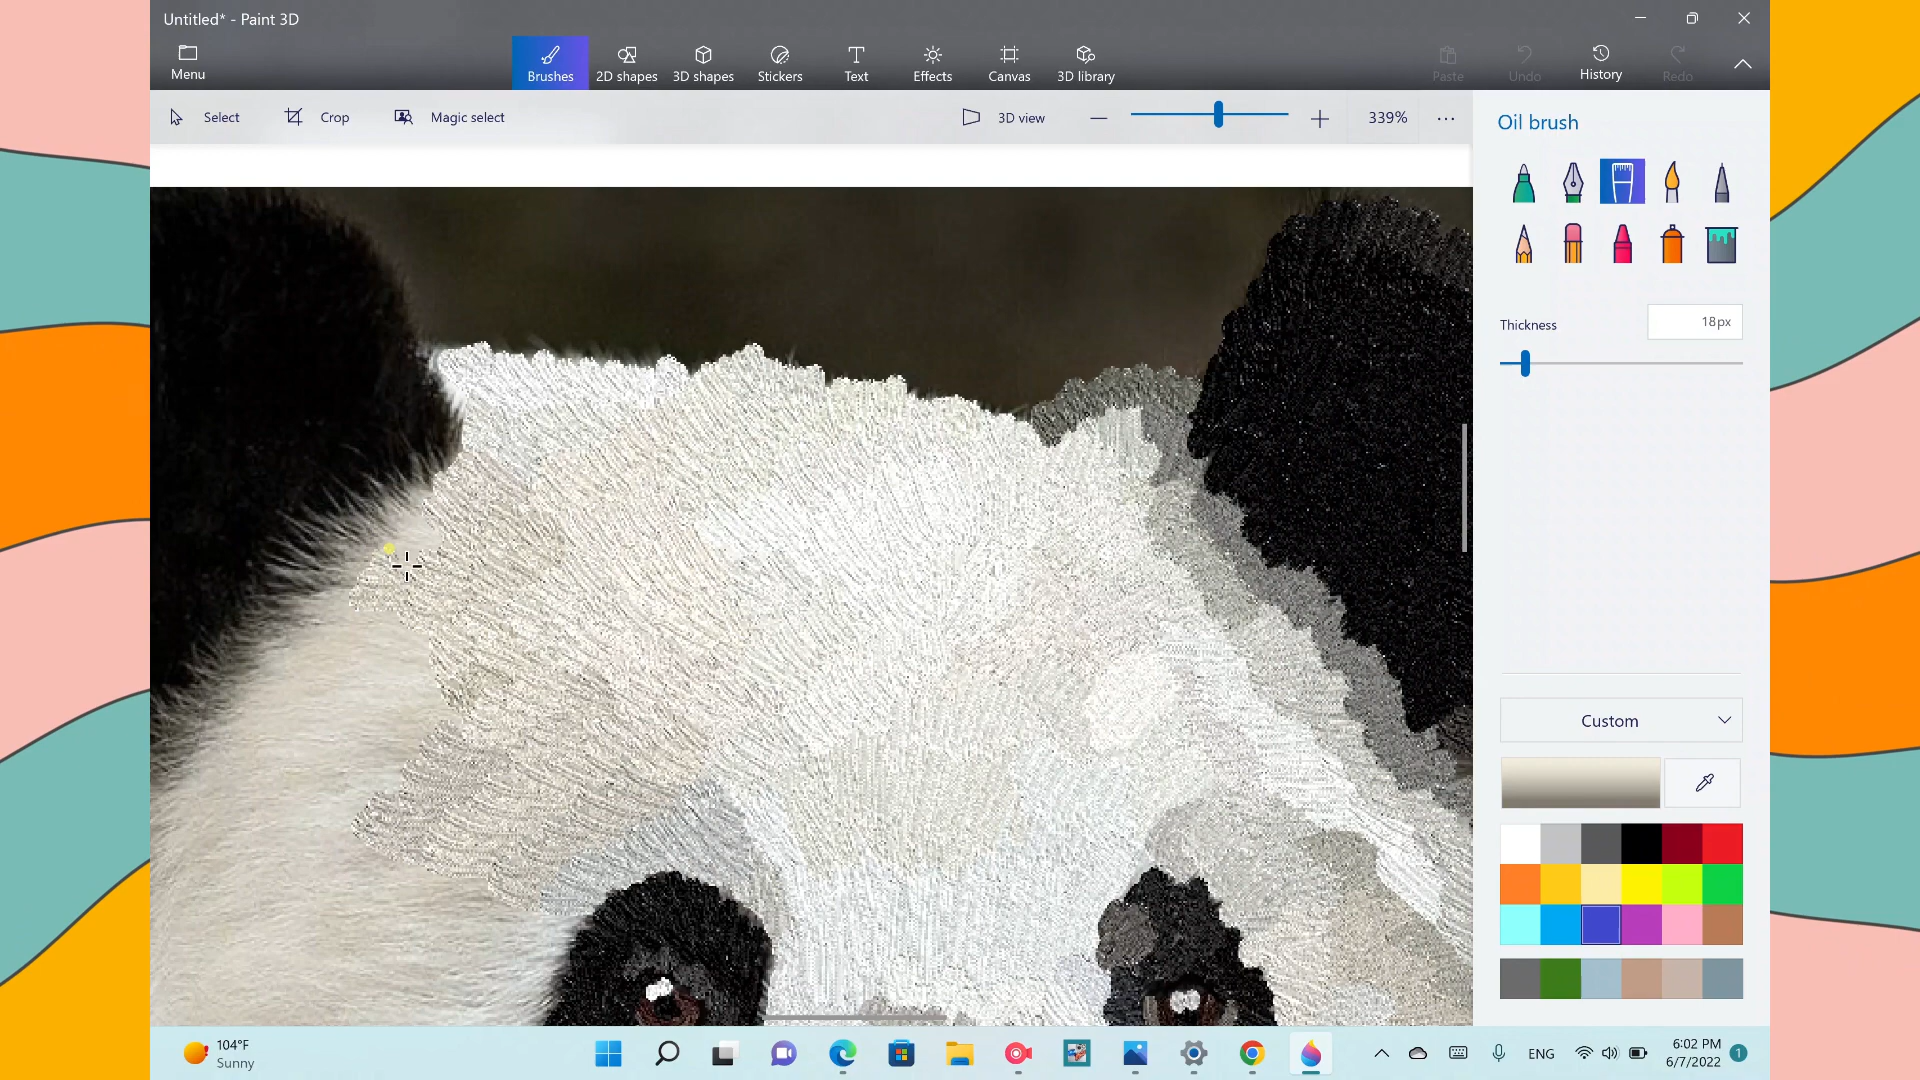 Untitled* - Paint 3D
Menu
Brushes
2D shapes
3D shapes
Stickers
Text
Effects
Canvas
3D library
Paste
Undo
History
Redo
Select
Crop
Magic select
3D view
339%
Oil brush
Thickness
18px
Custom
104°F
Sunny
ENG
6:02 PM
6/7/2022
1